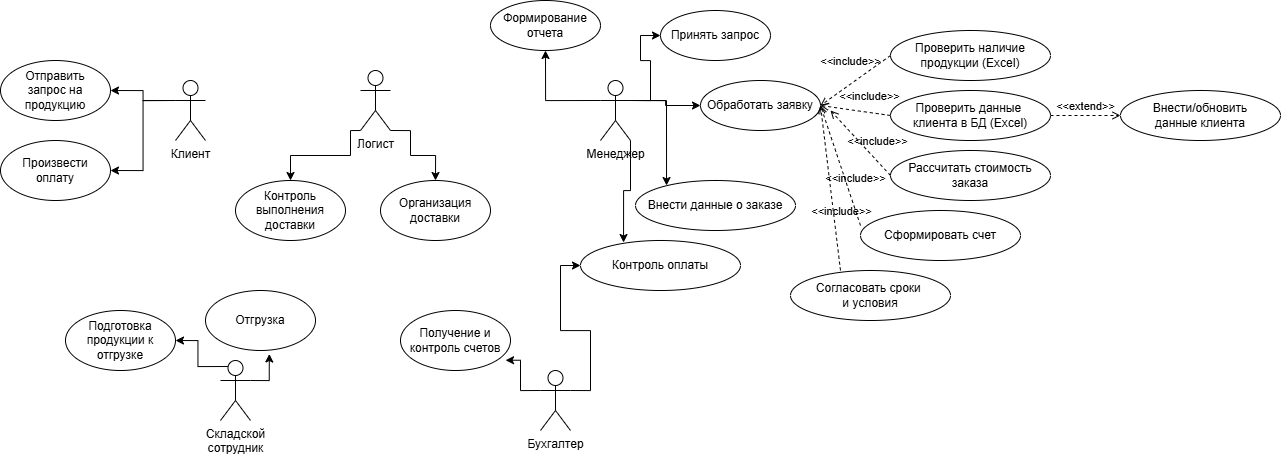 Формирование
отчета
Принять запрос
Отправить
запрос на
продукцию
Клиент
Произвести
оплату
Логист
Контроль
выполнения
доставки
Организация
доставки
Менеджер
Обработать заявку
<<include>>
Проверить наличие
продукции (Excel)
<<include>>
Проверить данные
клиента в БД (Excel)
<<extend>>
Внести/обновить
данные клиента
<<include>>
Рассчитать стоимость
заказа
<<include>>
Внести данные о заказе
<<include>>
Сформировать счет
Контроль оплаты
Согласовать сроки
и условия
Подготовка
продукции к
отгрузке
Отгрузка
Складской
сотрудник
Получение и
контроль счетов
Бухгалтер